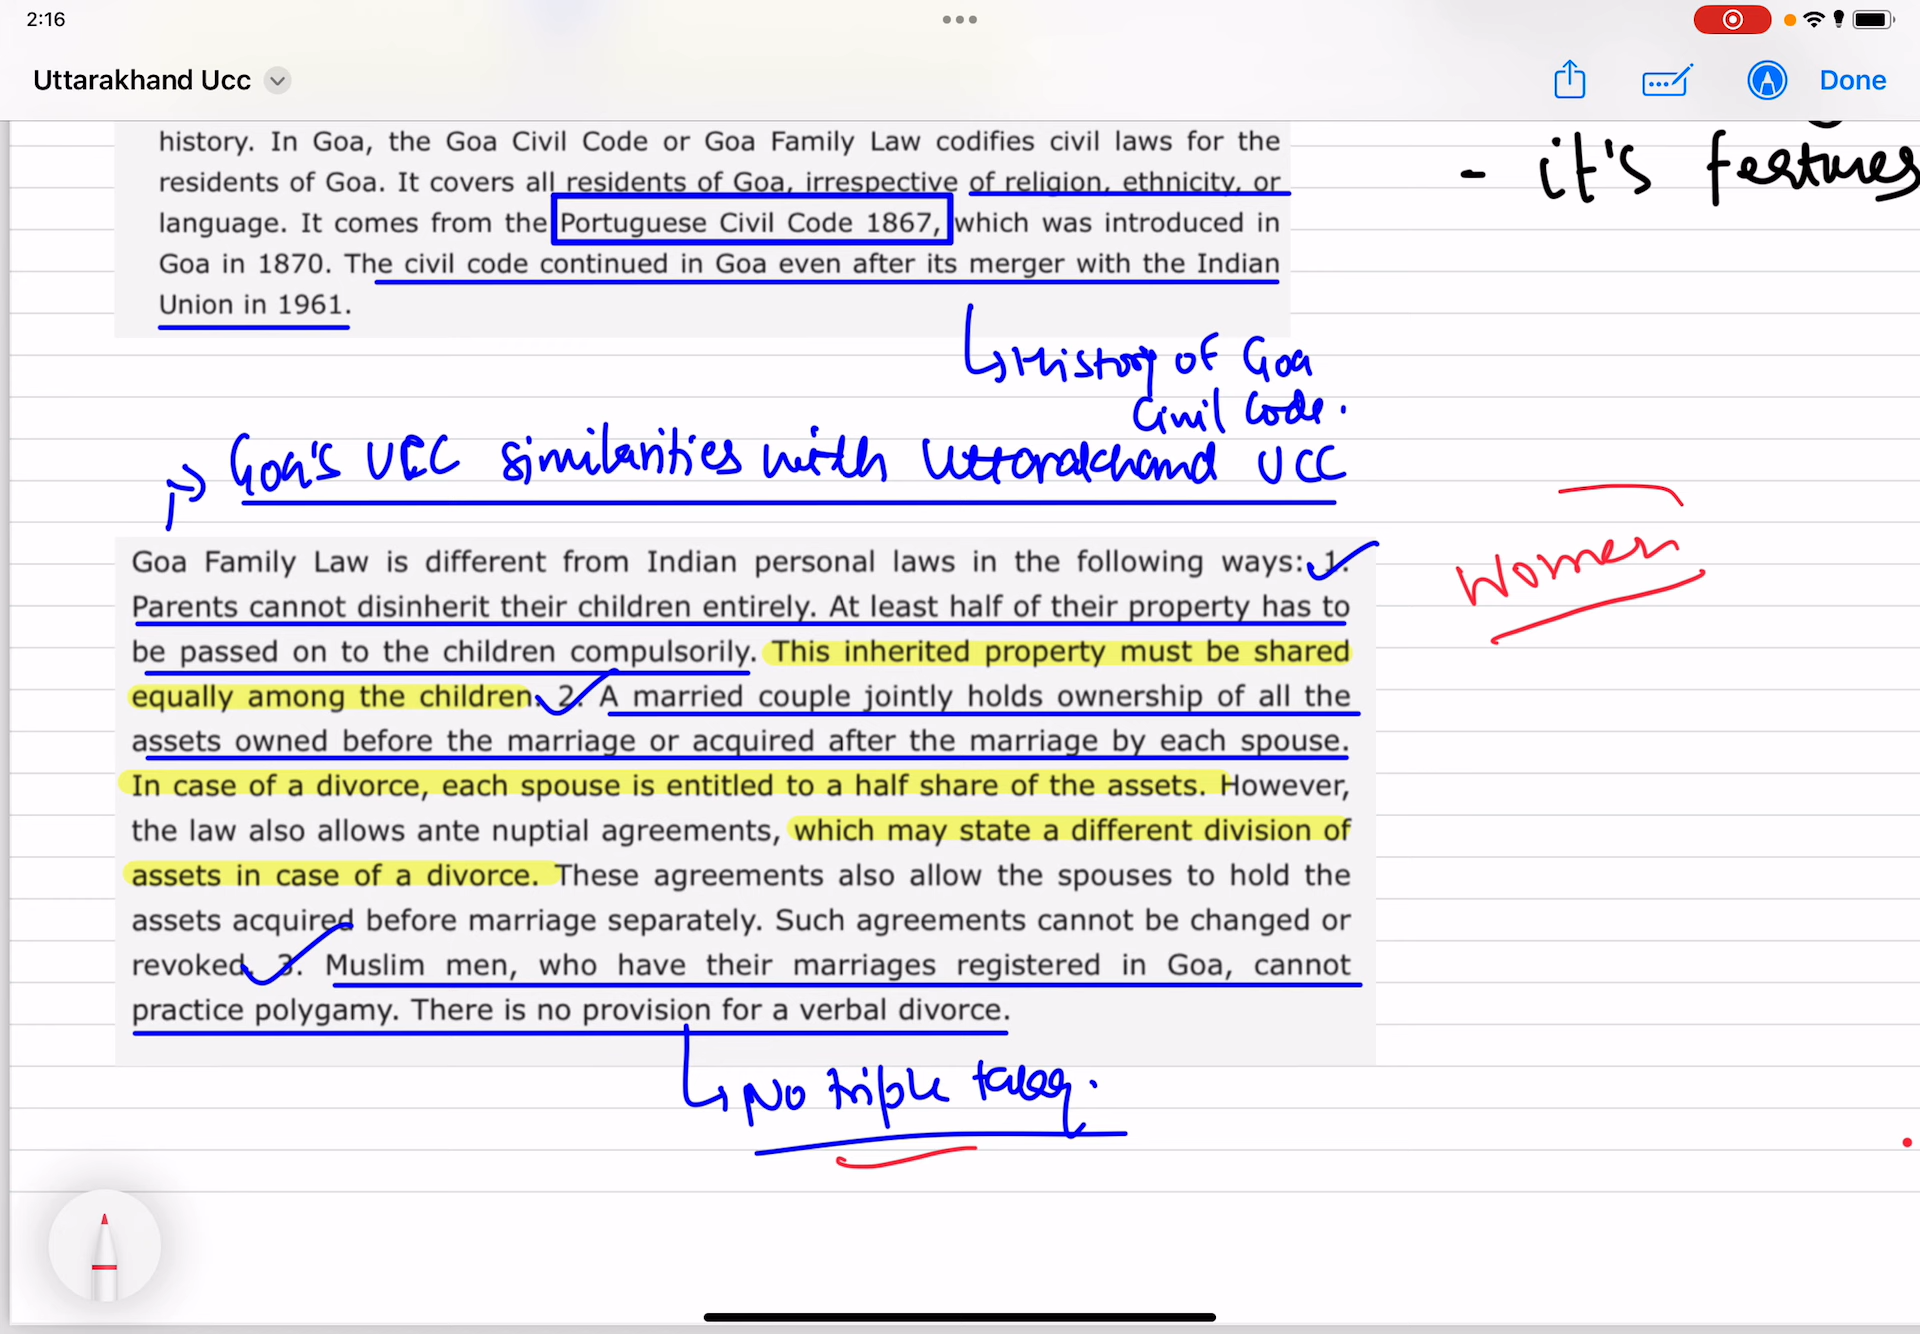 2:16
Uttarakhand Ucc
Done
history. In Goa, the Goa Civil Code or Goa Family Law codifies civil laws for the
residents of Goa. It covers all residents of Goa, irrespective of religion, ethnicity, or
language. It comes from the Portuguese Civil Code 1867, which was introduced in
Goa in 1870. The civil code continued in Goa even after its merger with the Indian
Union in 1961.
- it's features
History of Goa
Civil Code.
Goa's UCC similarities with Uttarakhand UCC
Women
Goa Family Law is different from Indian personal laws in the following ways: 1.
Parents cannot disinherit their children entirely. At least half of their property has to
be passed on to the children compulsorily. This inherited property must be shared
equally among the children. 2. A married couple jointly holds ownership of all the
assets owned before the marriage or acquired after the marriage by each spouse.
In case of a divorce, each spouse is entitled to a half share of the assets. However,
the law also allows ante nuptial agreements, which may state a different division of
assets in case of a divorce. These agreements also allow the spouses to hold the
assets acquired before marriage separately. Such agreements cannot be changed or
revoked. 3. Muslim men, who have their marriages registered in Goa, cannot
practice polygamy. There is no provision for a verbal divorce.
No triple talaq.